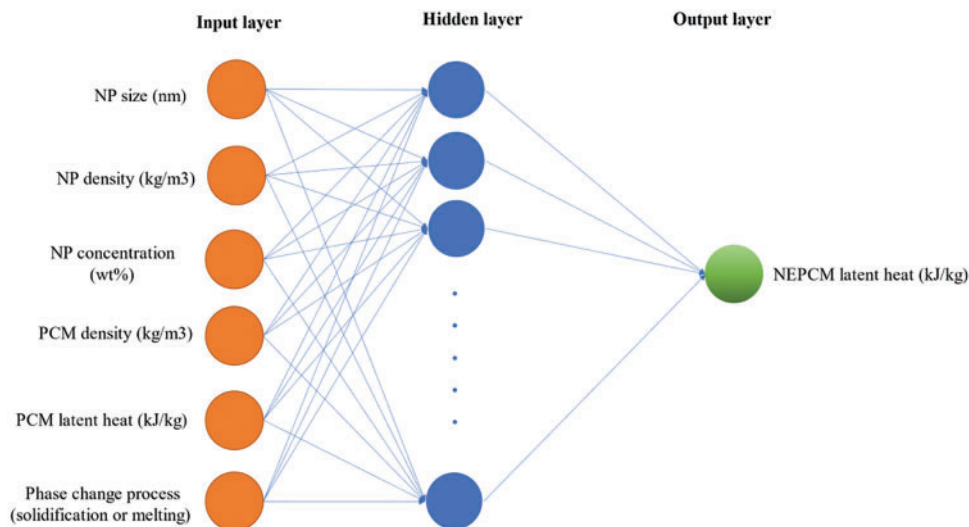 Input layer
Hidden layer
Output layer
NP size (nm)
NP density (kg/m3)
NP concentration
(wt%)
PCM density (kg/m3)
PCM latent heat (kJ/kg)
Phase change process
(solidification or melting)
NEPCM latent heat (kJ/kg)